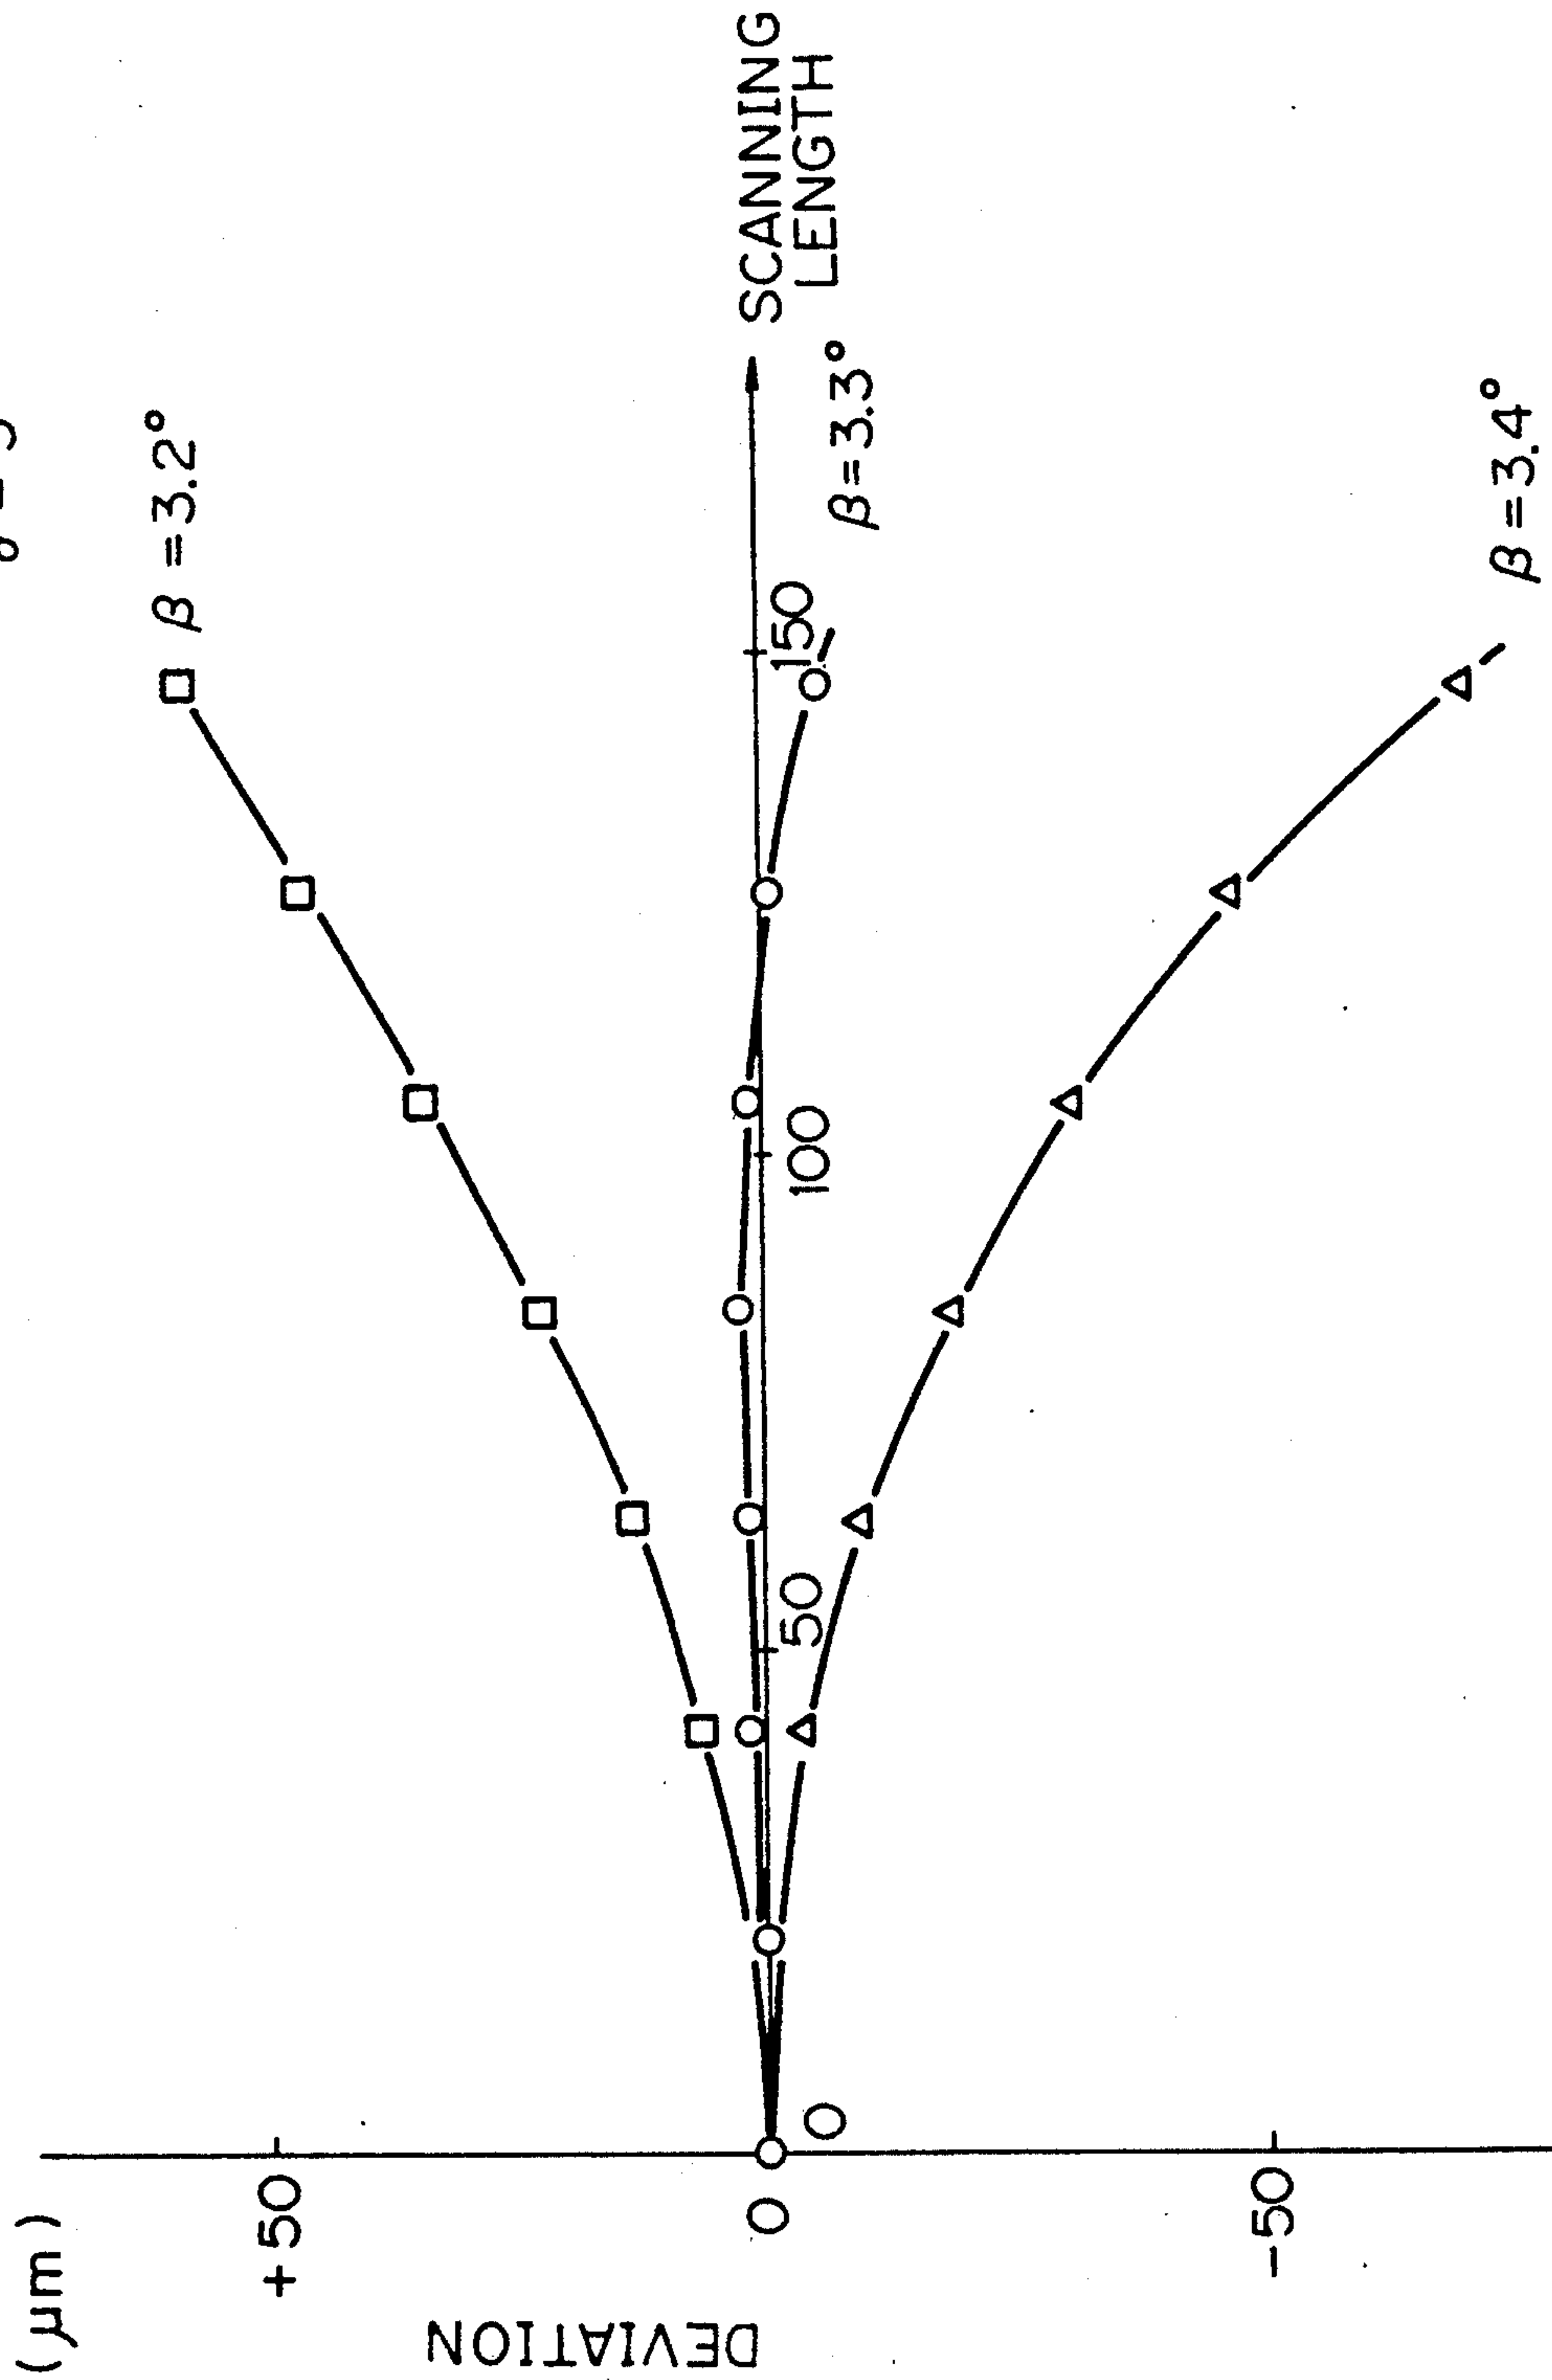 (μm)
β =3.2°
+50
DEVIATION
0
0
50
100
150
SCANNING
LENGTH
β=3.3°
-50
β =3.4°